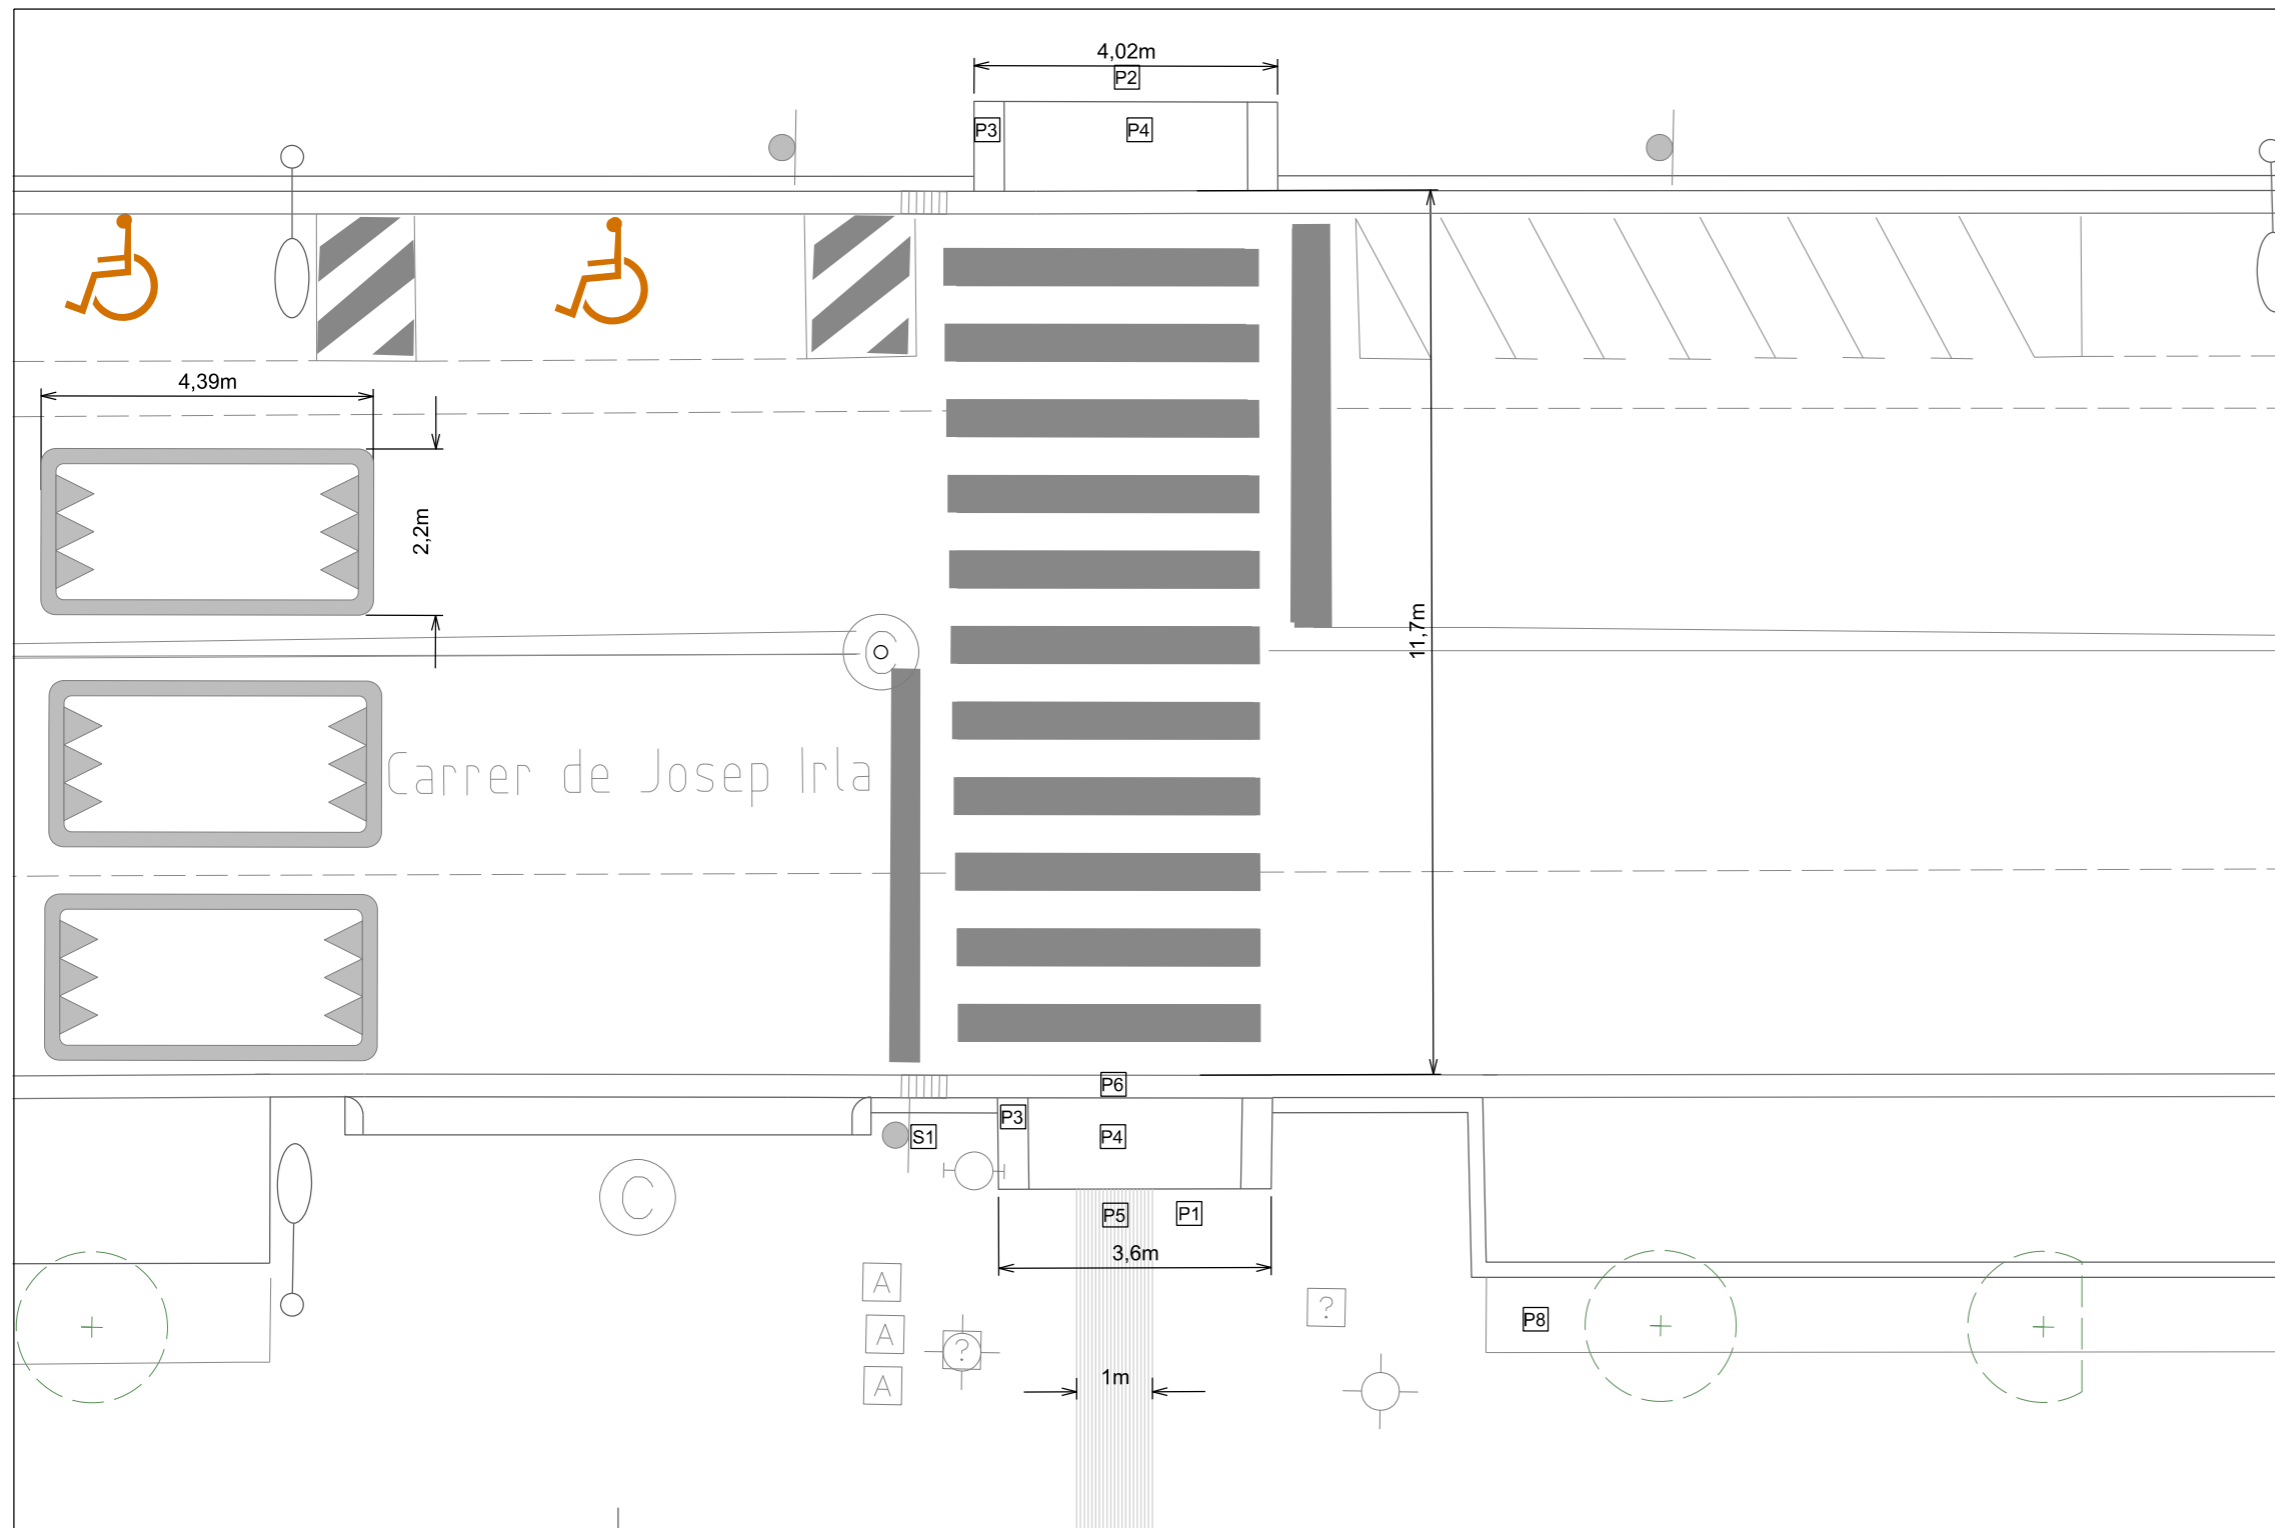 4,02m
P2
P3
P4
4,39m
2,2m
11,7m
C
Carrer de Josep Irla
P6
P3
P4
S1
C
P5
P1
3,6m
A
?
A
?
P8
A
1m